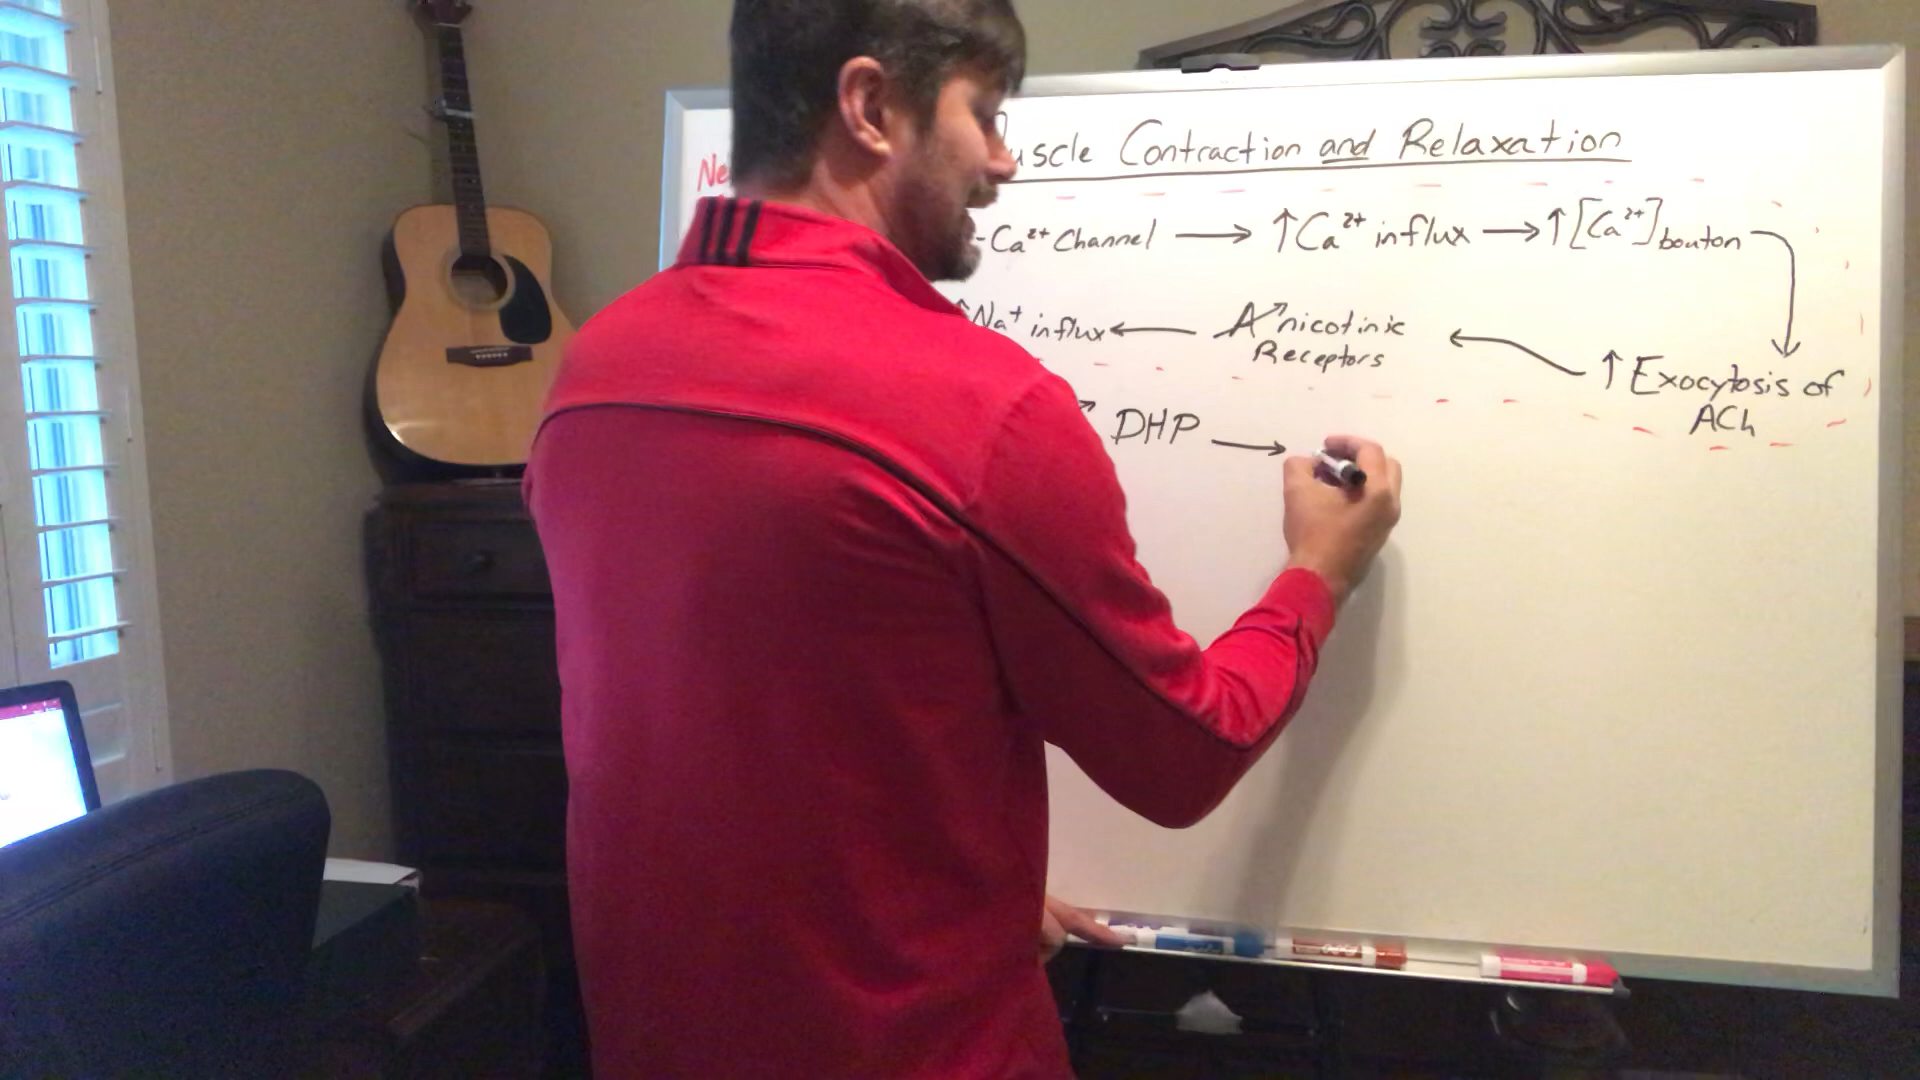 uscle Contraction and Relaxation
Ne
-Ca²⁺ Channel → ↑Ca²⁺ influx → ↑[Ca²⁺]bouton
↑Na⁺ influx ← A↗nicotinic Receptors ←
↑ Exocytosis of ACh
↗ DHP →